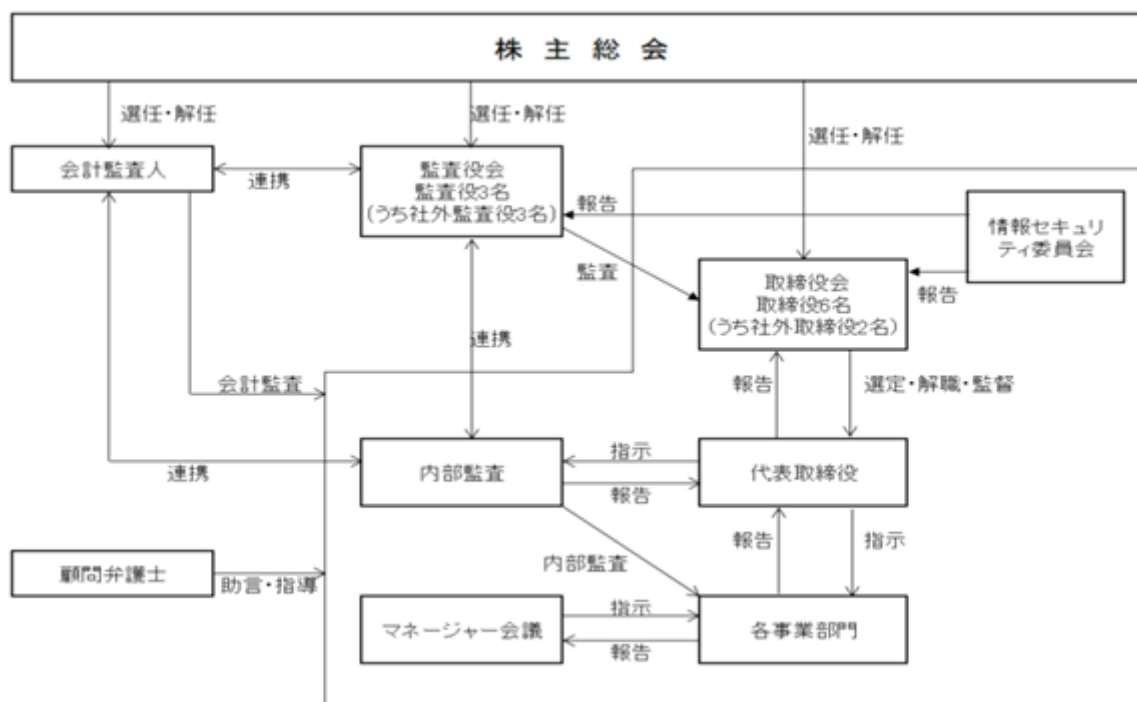 株 主 総 会
選任・解任
選任・解任
選任・解任
会計監査人
連携
監査役会
監査役3名
(うち社外監査役3名)
報告
情報セキュリ
ティ委員会
監査
取締役会
取締役6名
(うち社外取締役2名)
報告
連携
会計監査
報告
選定・解職・監督
連携
内部監査
指示
報告
代表取締役
報告
指示
内部監査
顧問弁護士
助言・指導
マネージャー会議
指示
報告
各事業部門